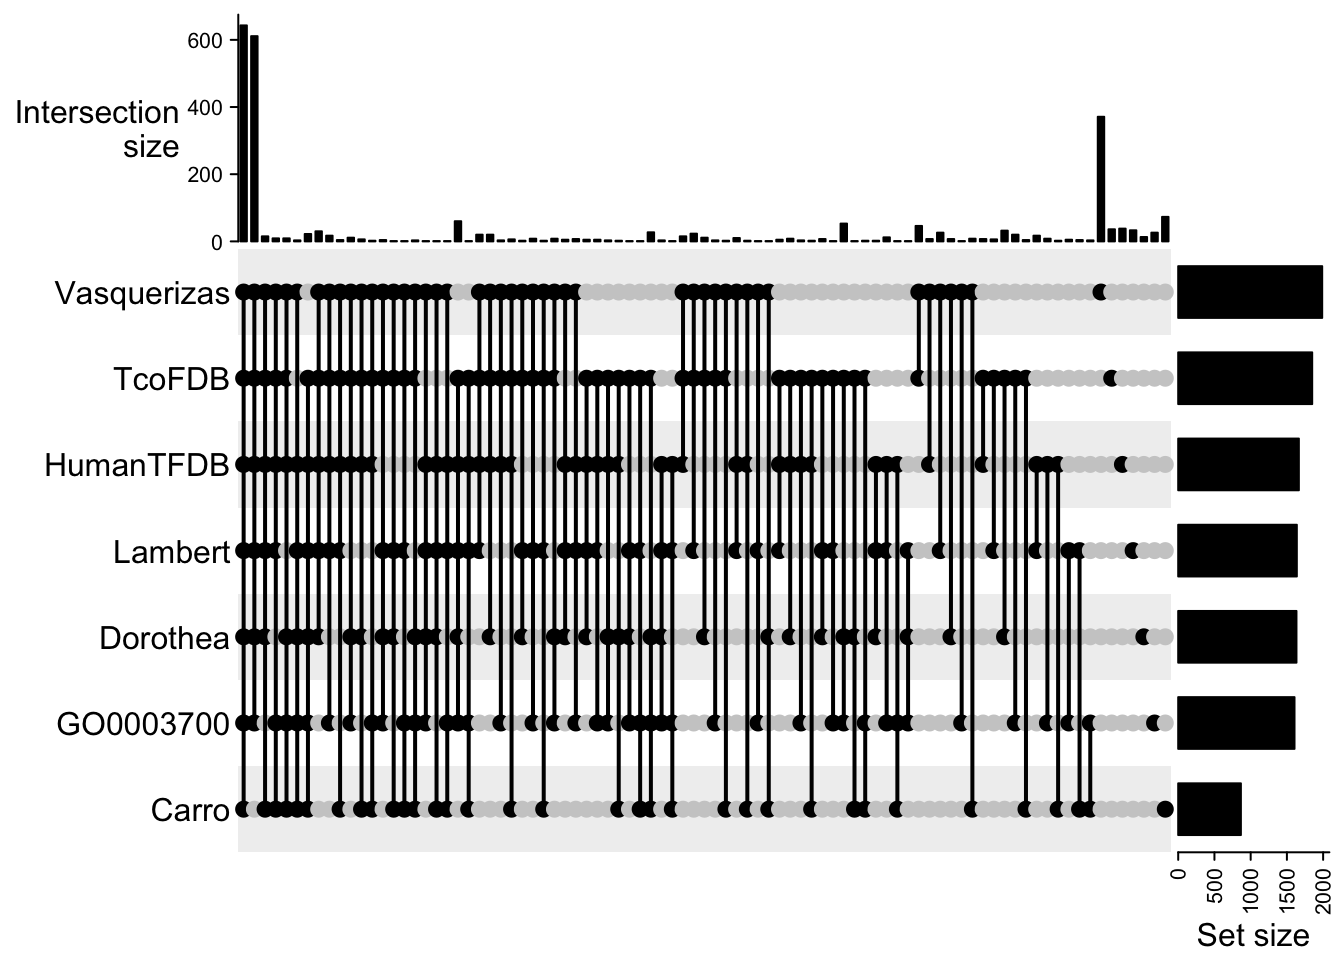 600
Intersection
400
size
200
0
Vasquerizas
TcoFDB
HumanTFDB
Lambert
Dorothea
GO0003700
Carro
0
500
1000
1500
2000
Set size